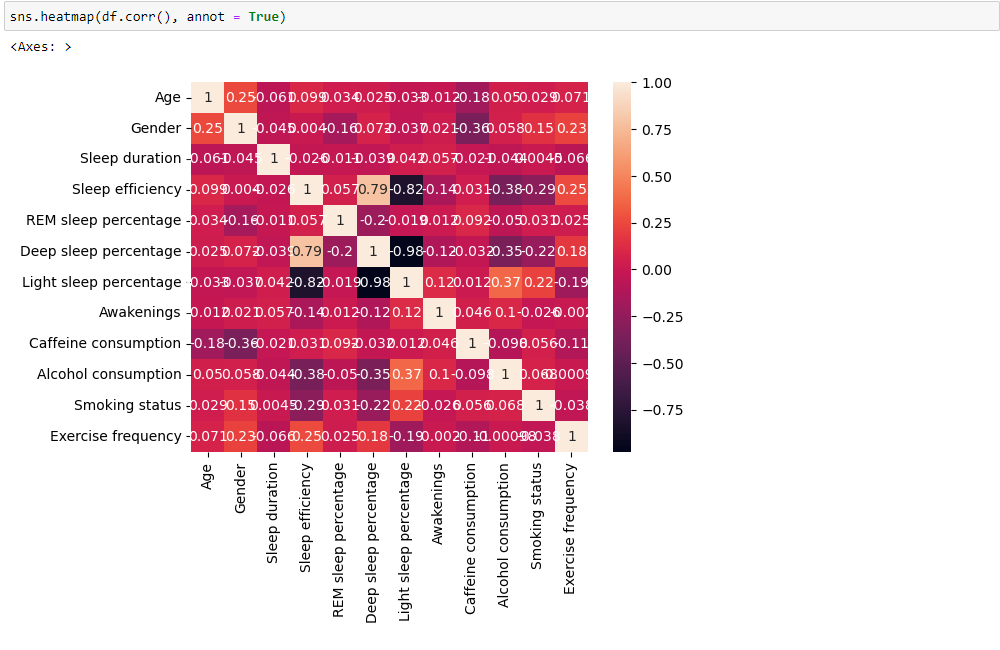 sns.heatmap(df.corr(), annot = True)
<Axes: >
Age 1 0.25 -0.061 0.099 0.034 0.025 -0.033 -0.012 -0.18 0.05 0.029 0.071
Gender 0.25 1 -0.045 -0.16 0.072 -0.037 0.021 -0.36 0.058 0.15 0.23
Sleep duration -0.061 -0.045 1 -0.026 -0.011 -0.039 0.042 0.057 -0.021 -0.044 -0.066
Sleep efficiency 0.099 -0.026 1 0.057 0.79 -0.82 -0.14 0.031 -0.38 -0.29 0.25
REM sleep percentage 0.034 -0.16 -0.011 0.057 1 -0.2 -0.019 0.012 0.092 -0.05 0.031 0.025
Deep sleep percentage 0.025 0.072 -0.039 0.79 -0.2 1 -0.98 -0.12 -0.032 -0.35 -0.22 0.18
Light sleep percentage -0.033 -0.037 0.042 -0.82 -0.019 -0.98 1 0.12 0.012 0.37 0.22 -0.19
Awakenings -0.012 0.021 0.057 -0.14 0.012 -0.12 0.12 1 0.046 0.1 -0.026
Caffeine consumption -0.18 -0.36 -0.021 0.031 0.092 -0.032 0.012 0.046 1 -0.098 -0.11
Alcohol consumption 0.05 0.058 -0.044 -0.38 -0.05 -0.35 0.37 0.1 -0.098 1 0.068
Smoking status 0.029 0.15 -0.29 0.031 -0.22 0.22 -0.026 0.068 1 -0.038
Exercise frequency 0.071 0.23 -0.066 0.25 0.025 0.18 -0.19 -0.11 -0.038 1
Age
Gender
Sleep duration
Sleep efficiency
REM sleep percentage
Deep sleep percentage
Light sleep percentage
Awakenings
Caffeine consumption
Alcohol consumption
Smoking status
Exercise frequency
1.00
0.75
0.50
0.25
0.00
−0.25
−0.50
−0.75